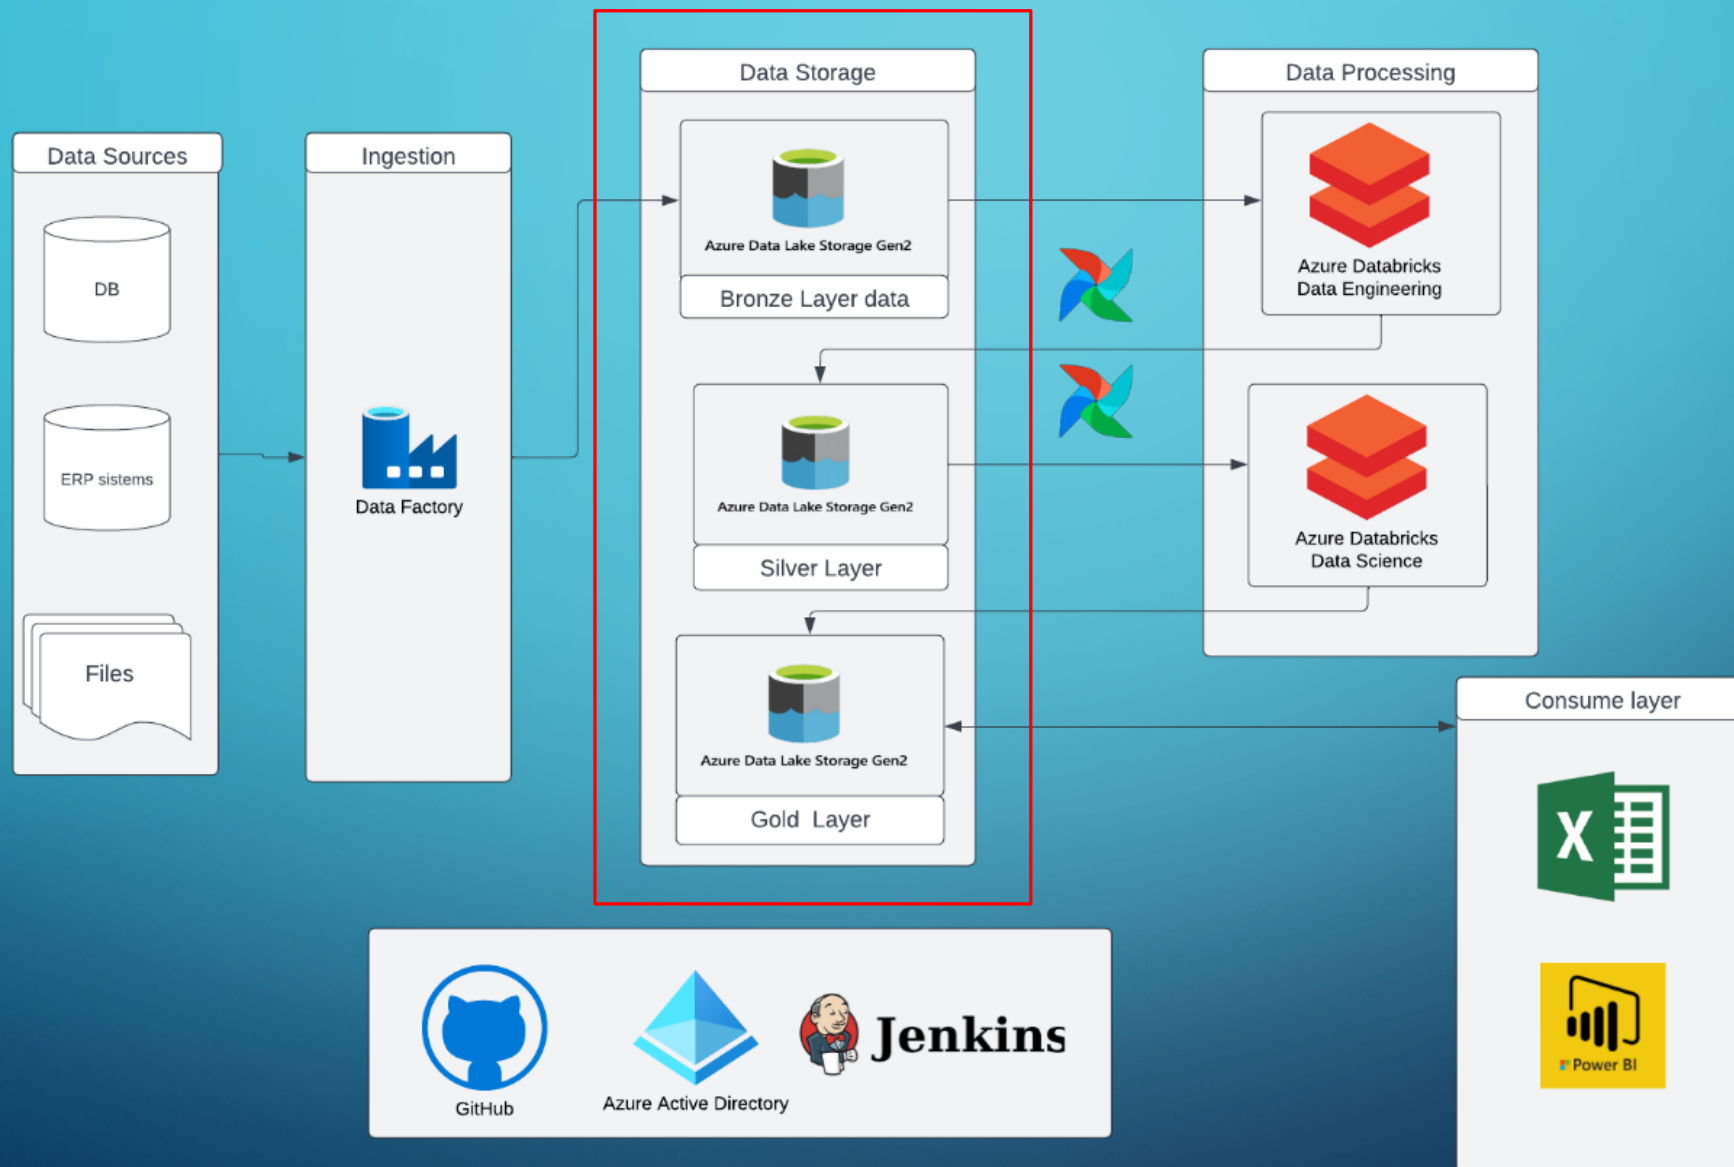 Data Sources
DB
ERP sistems
Files
Ingestion
Data Factory
Data Storage
Azure Data Lake Storage Gen2
Bronze Layer data
Azure Data Lake Storage Gen2
Silver Layer
Azure Data Lake Storage Gen2
Gold Layer
Data Processing
Azure Databricks
Data Engineering
Azure Databricks
Data Science
Consume layer
X
Power BI
GitHub
Azure Active Directory
Jenkins